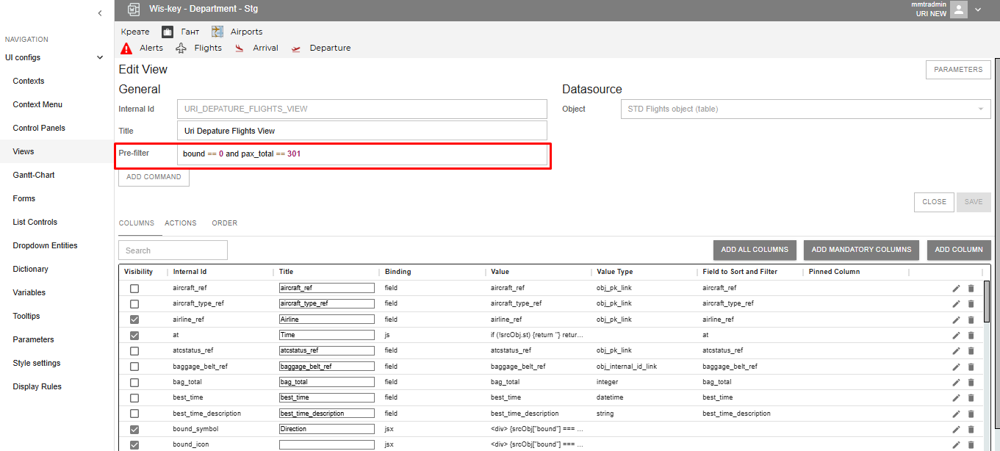 Wis-key - Department - Stg
mmtradmin
URI NEW
Креате Гант Airports
Alerts Flights Arrival Departure
NAVIGATION
UI configs
Contexts
Context Menu
Control Panels
Views
Gantt-Chart
Forms
List Controls
Dropdown Entities
Dictionary
Variables
Tooltips
Parameters
Style settings
Display Rules
Edit View
PARAMETERS
General
Internal Id URI_DEPATURE_FLIGHTS_VIEW
Title Uri Depature Flights View
Pre-filter bound == 0 and pax_total == 301
ADD COMMAND
Datasource
Object STD Flights object (table)
CLOSE SAVE
COLUMNS ACTIONS ORDER
Search ADD ALL COLUMNS ADD MANDATORY COLUMNS ADD COLUMN
Visibility Internal Id Title Binding Value Value Type Field to Sort and Filter Pinned Column
aircraft_ref aircraft_ref field aircraft_ref obj_pk_link aircraft_ref
aircraft_type_ref aircraft_type_ref field aircraft_type_ref obj_pk_link aircraft_type_ref
airline_ref Airline field airline_ref obj_pk_link airline_ref
at Time js if (!srcObj.st) {return ''} retur... at
atcstatus_ref atcstatus_ref field atcstatus_ref obj_pk_link atcstatus_ref
baggage_belt_ref baggage_belt_ref field baggage_belt_ref obj_internal_id_link baggage_belt_ref
bag_total bag_total field bag_total integer bag_total
best_time best_time field best_time datetime best_time
best_time_description best_time_description field best_time_description string best_time_description
bound_symbol Direction jsx <div> {srcObj["bound"] === ...
bound_icon jsx <div> {srcObj["bound"] === ...